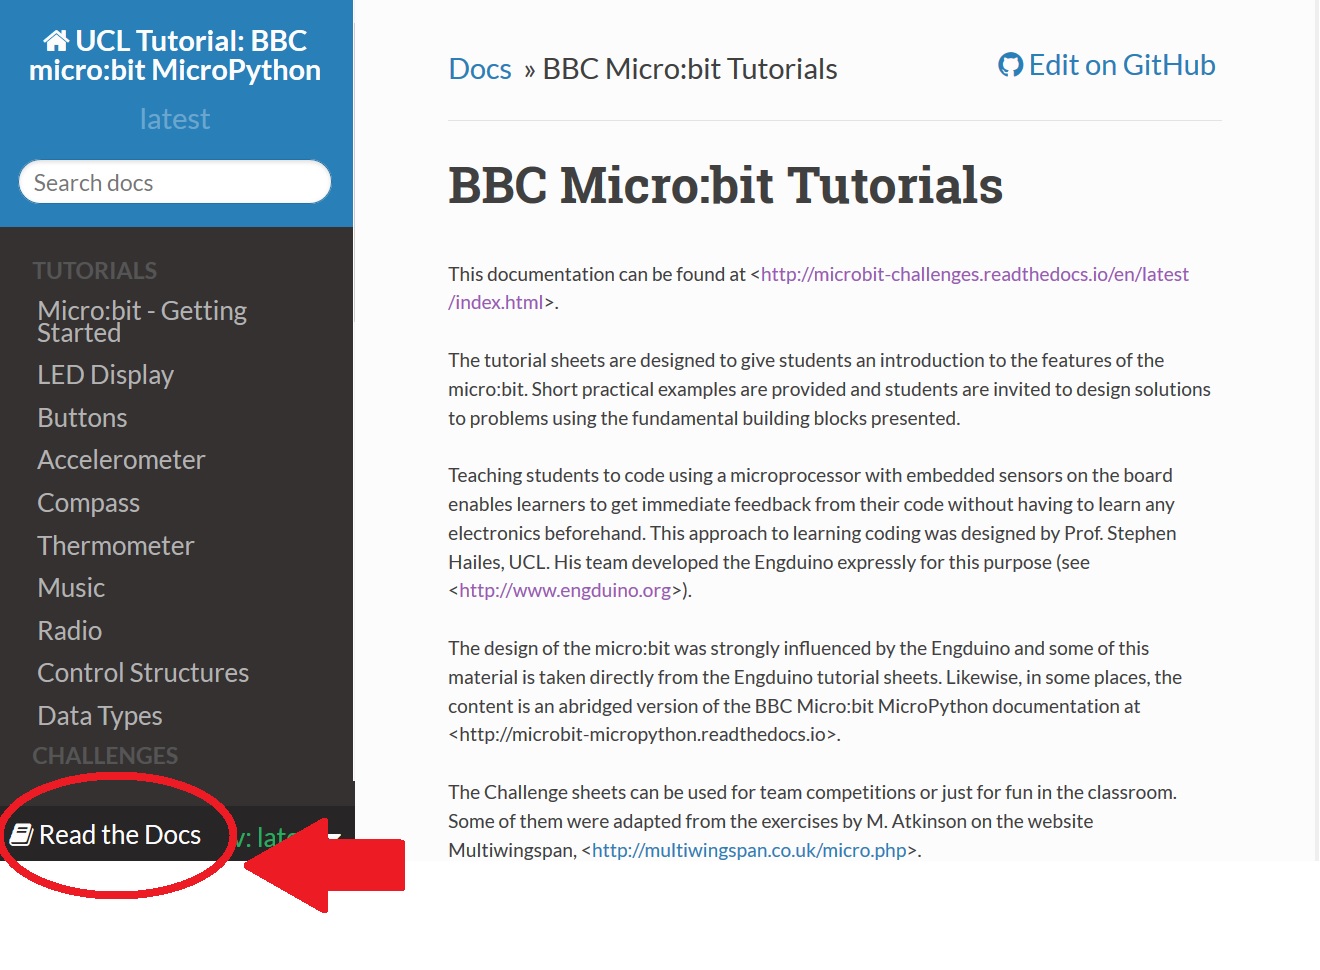 UCL Tutorial: BBC
micro:bit MicroPython
latest
Search docs
TUTORIALS
Micro:bit - Getting
Started
LED Display
Buttons
Accelerometer
Compass
Thermometer
Music
Radio
Control Structures
Data Types
CHALLENGES
Read the Docs
v:
Docs » BBC Micro:bit Tutorials
Edit on GitHub
BBC Micro:bit Tutorials
This documentation can be found at <http://microbit-challenges.readthedocs.io/en/latest
/index.html>.
The tutorial sheets are designed to give students an introduction to the features of the
micro:bit. Short practical examples are provided and students are invited to design solutions
to problems using the fundamental building blocks presented.
Teaching students to code using a microprocessor with embedded sensors on the board
enables learners to get immediate feedback from their code without having to learn any
electronics beforehand. This approach to learning coding was designed by Prof. Stephen
Hailes, UCL. His team developed the Engduino expressly for this purpose (see
<http://www.engduino.org>).
The design of the micro:bit was strongly influenced by the Engduino and some of this
material is taken directly from the Engduino tutorial sheets. Likewise, in some places, the
content is an abridged version of the BBC Micro:bit MicroPython documentation at
<http://microbit-micropython.readthedocs.io>.
The Challenge sheets can be used for team competitions or just for fun in the classroom.
Some of them were adapted from the exercises by M. Atkinson on the website
Multiwingspan, <http://multiwingspan.co.uk/micro.php>.